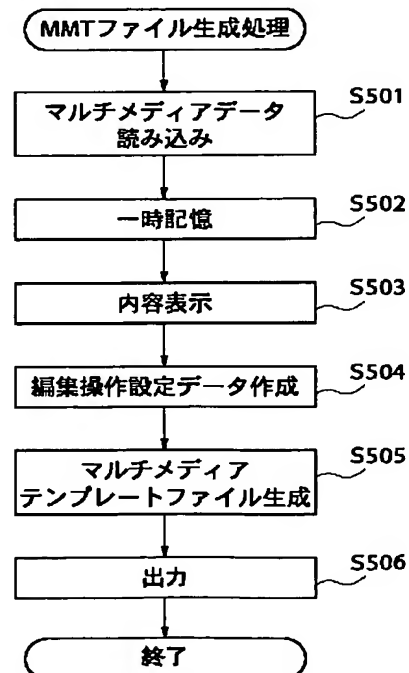 MMTファイル生成処理
マルチメディアデータ
読み込み
S501
一時記憶
S502
内容表示
S503
編集操作設定データ作成
S504
マルチメディア
テンプレートファイル生成
S505
出力
S506
終了